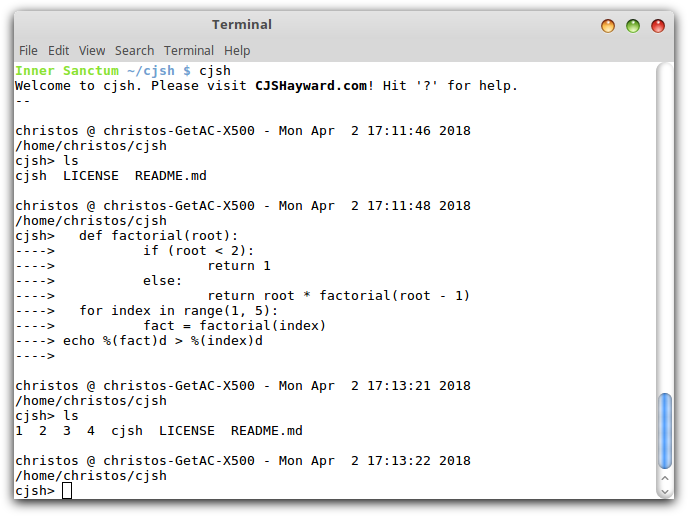 Terminal
File Edit View Search Terminal Help
Inner Sanctum ~/cjsh $ cjsh
Welcome to cjsh. Please visit CJSHayward.com! Hit '?' for help.
--
christos @ christos-GetAC-X500 - Mon Apr  2 17:11:46 2018
/home/christos/cjsh
cjsh> ls
cjsh  LICENSE  README.md
christos @ christos-GetAC-X500 - Mon Apr  2 17:11:48 2018
/home/christos/cjsh
cjsh>   def factorial(root):
---->           if (root < 2):
---->                   return 1
---->           else:
---->                   return root * factorial(root - 1)
---->   for index in range(1, 5):
---->           fact = factorial(index)
----> echo %(fact)d > %(index)d
---->
christos @ christos-GetAC-X500 - Mon Apr  2 17:13:21 2018
/home/christos/cjsh
cjsh> ls
1  2  3  4  cjsh  LICENSE  README.md
christos @ christos-GetAC-X500 - Mon Apr  2 17:13:22 2018
/home/christos/cjsh
cjsh>